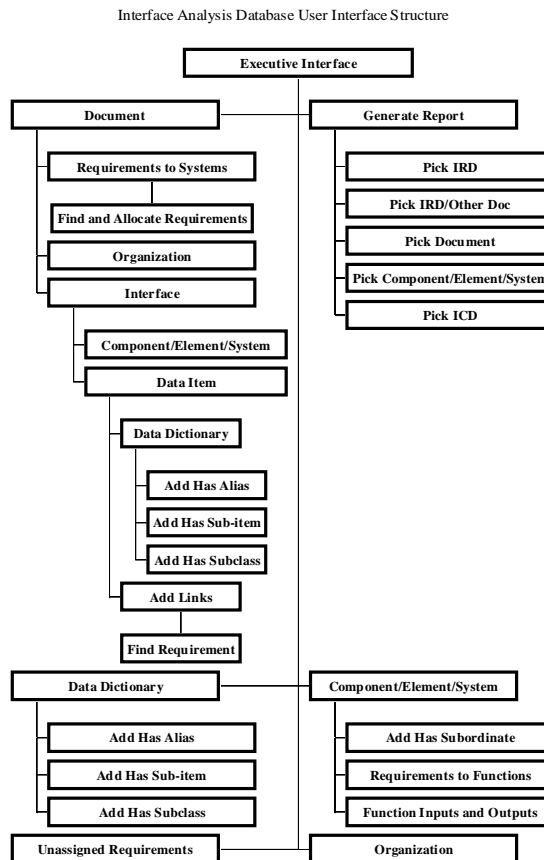 Interface Analysis Database User Interface Structure
Executive Interface
Document
Generate Report
Requirements to Systems
Find and Allocate Requirements
Organization
Interface
Pick IRD
Pick IRD/Other Doc
Pick Document
Pick Component/Element/System
Pick ICD
Component/Element/System
Data Item
Data Dictionary
Add Has Alias
Add Has Sub-item
Add Has Subclass
Add Links
Find Requirement
Data Dictionary
Component/Element/System
Add Has Alias
Add Has Sub-item
Add Has Subclass
Add Has Subordinate
Requirements to Functions
Function Inputs and Outputs
Unassigned Requirements
Organization